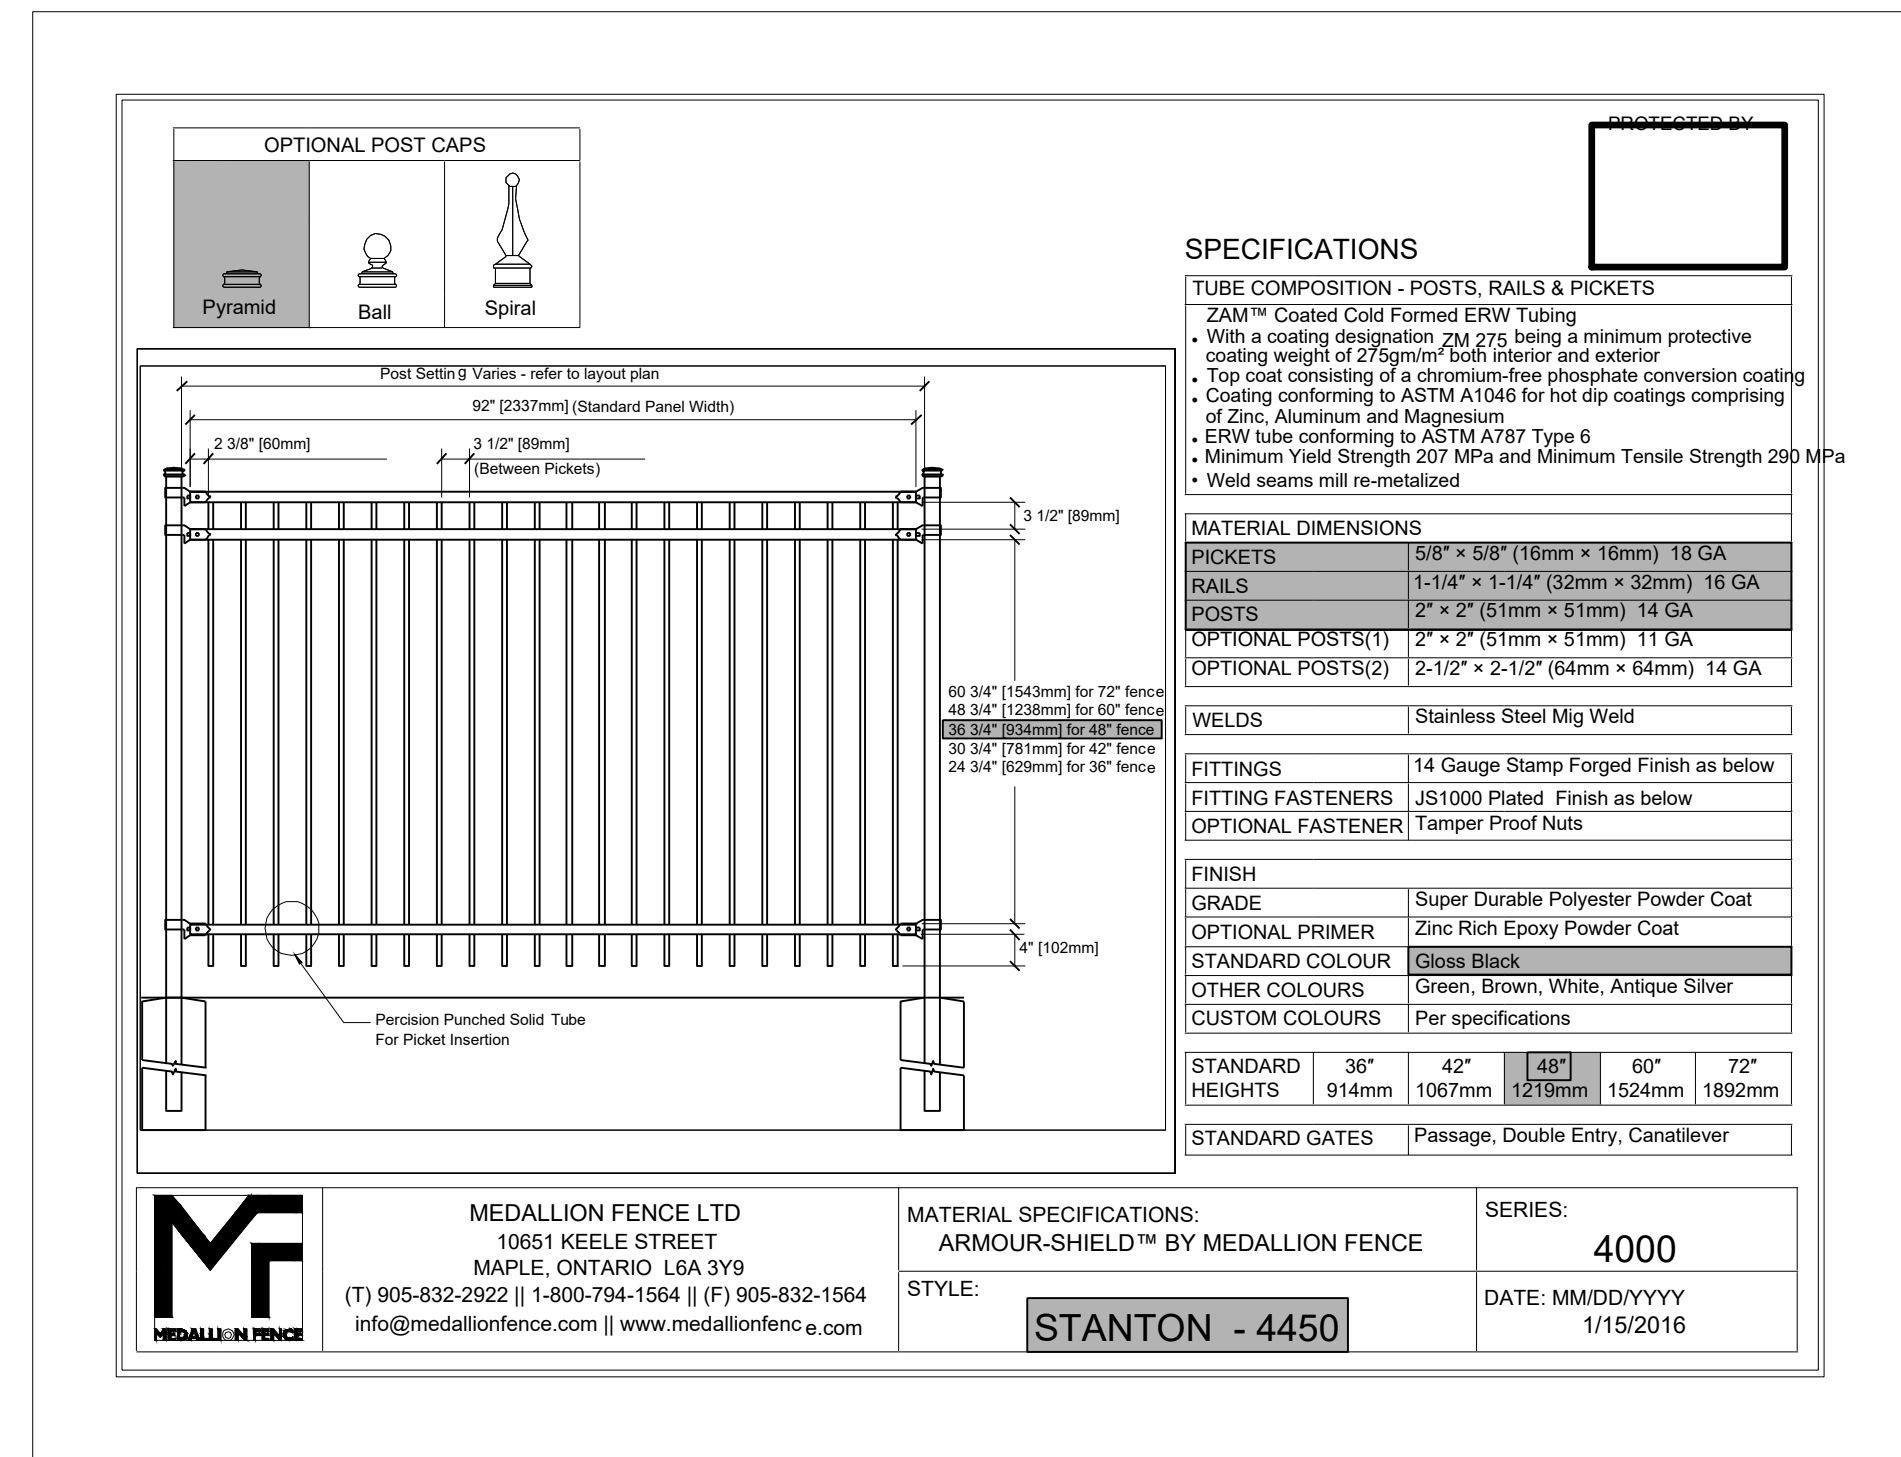 OPTIONAL POST CAPS
Pyramid
Ball
Spiral
PROTECTED BY
Post Setting Varies - refer to layout plan
92" [2337mm] (Standard Panel Width)
2 3/8" [60mm]
3 1/2" [89mm]
(Between Pickets)
3 1/2" [89mm]
60 3/4" [1543mm] for 72" fence
48 3/4" [1238mm] for 60" fence
36 3/4" [934mm] for 48" fence
30 3/4" [781mm] for 42" fence
24 3/4" [629mm] for 36" fence
4" [102mm]
Percision Punched Solid Tube
For Picket Insertion
SPECIFICATIONS
TUBE COMPOSITION - POSTS, RAILS & PICKETS
ZAM™ Coated Cold Formed ERW Tubing
• With a coating designation ZM 275 being a minimum protective
coating weight of 275gm/m² both interior and exterior
• Top coat consisting of a chromium-free phosphate conversion coating
• Coating conforming to ASTM A1046 for hot dip coatings comprising
of Zinc, Aluminum and Magnesium
• ERW tube conforming to ASTM A787 Type 6
• Minimum Yield Strength 207 MPa and Minimum Tensile Strength 290 MPa
• Weld seams mill re-metalized
MATERIAL DIMENSIONS
PICKETS 5/8″ × 5/8″ (16mm × 16mm) 18 GA
RAILS 1-1/4″ × 1-1/4″ (32mm × 32mm) 16 GA
POSTS 2″ × 2″ (51mm × 51mm) 14 GA
OPTIONAL POSTS(1) 2″ × 2″ (51mm × 51mm) 11 GA
OPTIONAL POSTS(2) 2-1/2″ × 2-1/2″ (64mm × 64mm) 14 GA
WELDS Stainless Steel Mig Weld
FITTINGS 14 Gauge Stamp Forged Finish as below
FITTING FASTENERS JS1000 Plated Finish as below
OPTIONAL FASTENER Tamper Proof Nuts
FINISH
GRADE Super Durable Polyester Powder Coat
OPTIONAL PRIMER Zinc Rich Epoxy Powder Coat
STANDARD COLOUR Gloss Black
OTHER COLOURS Green, Brown, White, Antique Silver
CUSTOM COLOURS Per specifications
STANDARD 36″ 42″ 48″ 60″ 72″
HEIGHTS 914mm 1067mm 1219mm 1524mm 1892mm
STANDARD GATES Passage, Double Entry, Canatilever
MEDALLION FENCE
MEDALLION FENCE LTD
10651 KEELE STREET
MAPLE, ONTARIO L6A 3Y9
(T) 905-832-2922 || 1-800-794-1564 || (F) 905-832-1564
info@medallionfence.com || www.medallionfence.com
MATERIAL SPECIFICATIONS:
ARMOUR-SHIELD™ BY MEDALLION FENCE
STYLE:
STANTON - 4450
SERIES:
4000
DATE: MM/DD/YYYY
1/15/2016